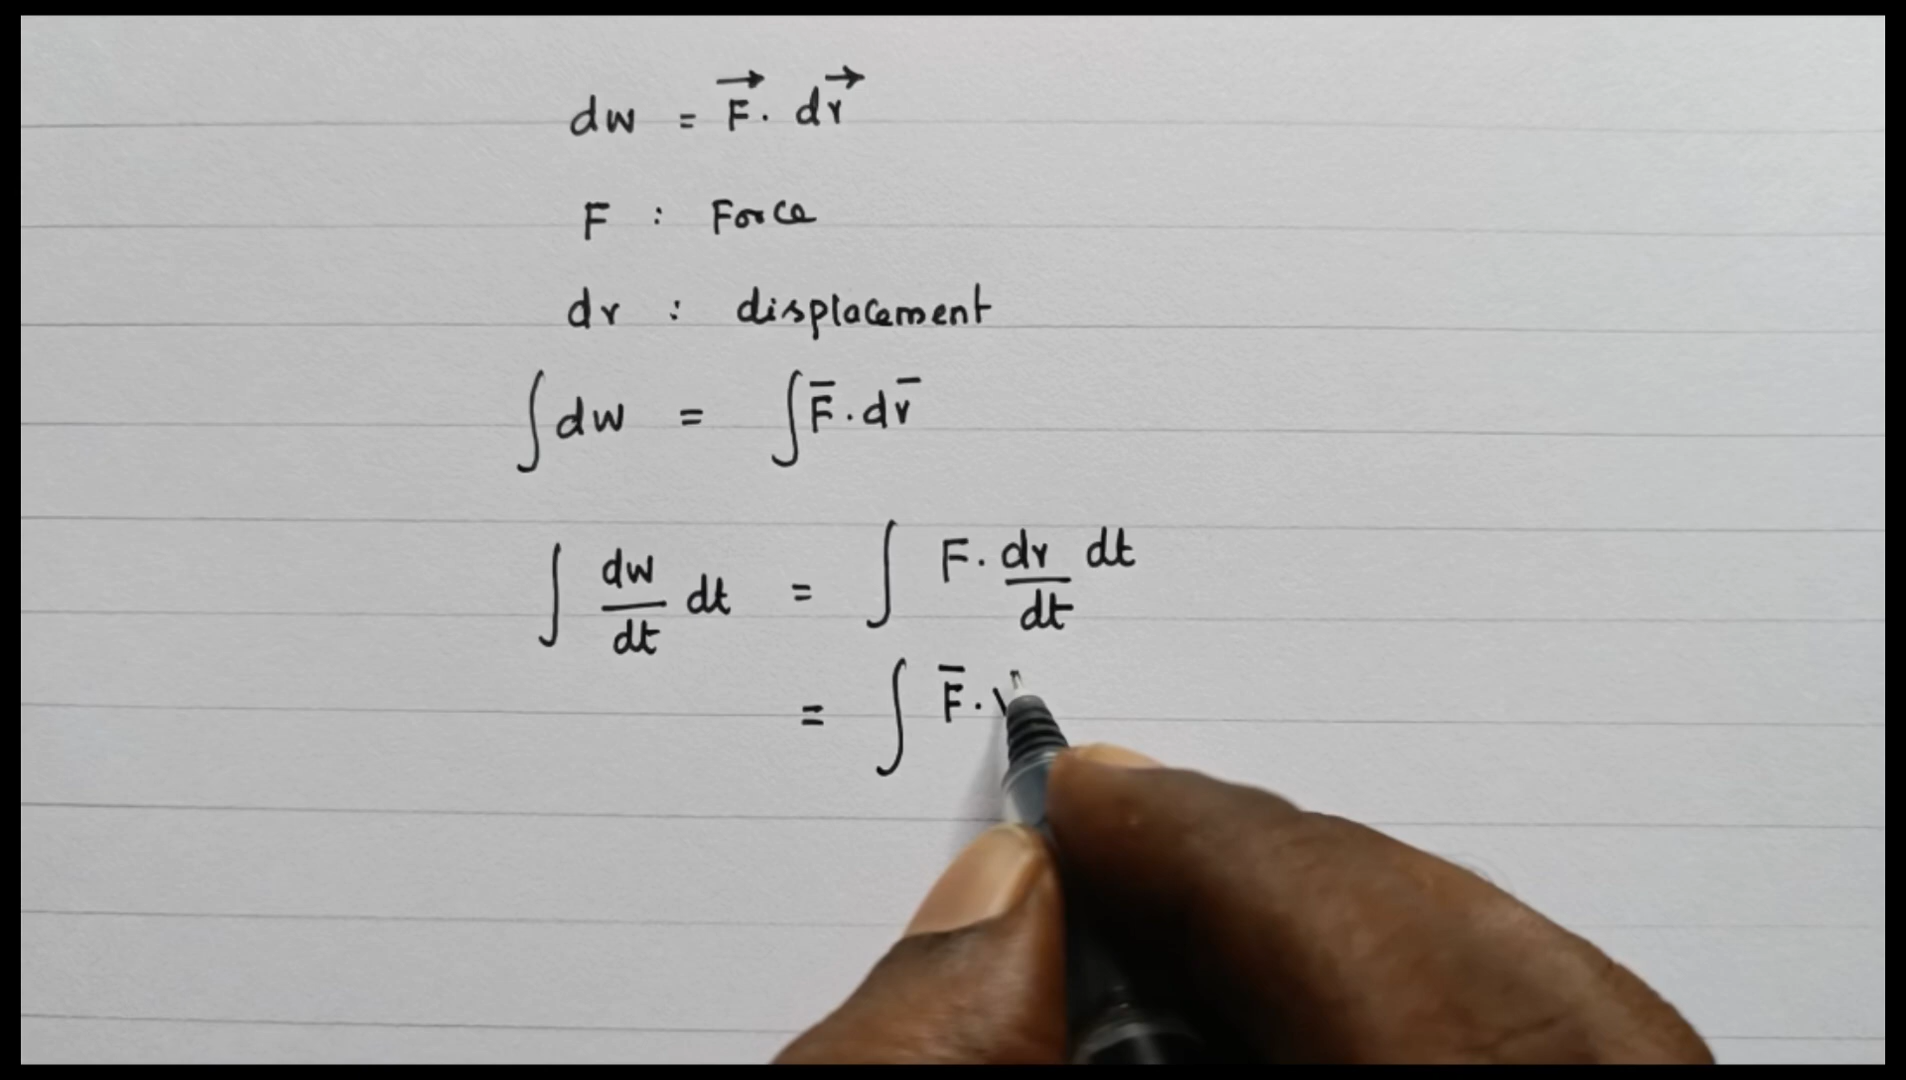 dw = F⃗. dr⃗
F : Force
dr : displacement
∫dw = ∫F̅.dr̅
∫ dw/dt dt = ∫ F. dr/dt dt
= ∫ F̅.